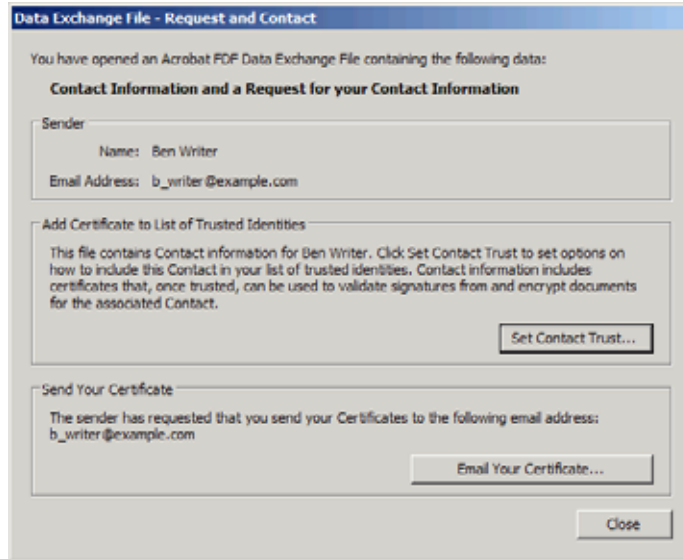 Data Exchange File - Request and Contact
You have opened an Acrobat FDF Data Exchange File containing the following data:
Contact Information and a Request for your Contact Information
Sender
Name: Ben Writer
Email Address: b_writer@example.com
Add Certificate to List of Trusted Identities
This file contains Contact information for Ben Writer. Click Set Contact Trust to set options on
how to include this Contact in your list of trusted identities. Contact information includes
certificates that, once trusted, can be used to validate signatures from and encrypt documents
for the associated Contact.
Set Contact Trust...
Send Your Certificate
The sender has requested that you send your Certificates to the following email address:
b_writer@example.com
Email Your Certificate...
Close